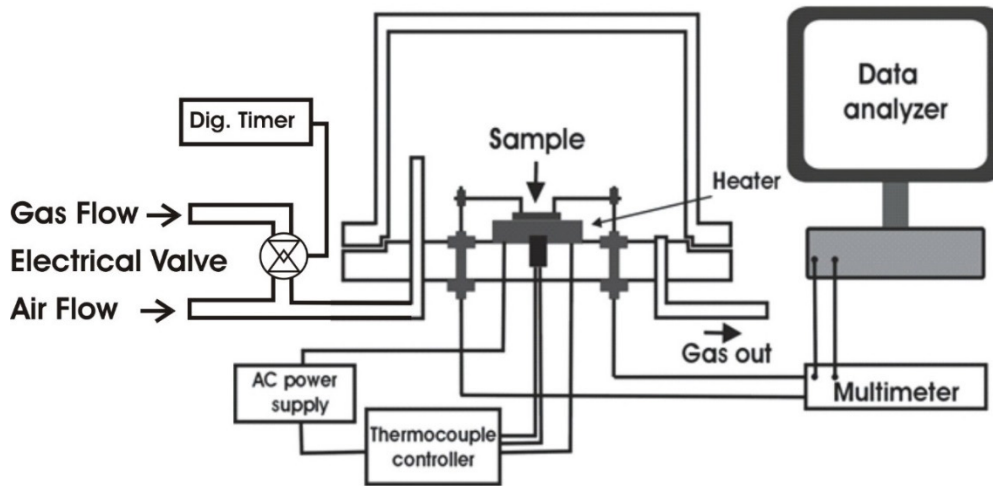 Data
analyzer
Dig. Timer
Sample
Heater
Gas Flow
Electrical Valve
Air Flow
Gas out
AC power
supply
Multimeter
Thermocouple
controller